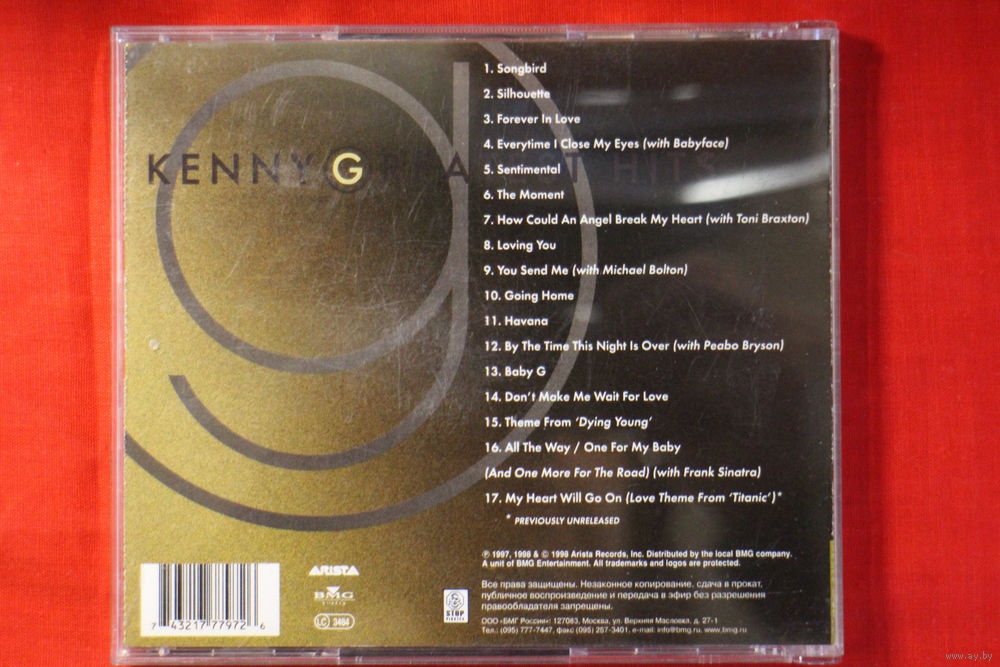 KENNY G GREATEST HITS
1. Songbird
2. Silhouette
3. Forever In Love
4. Everytime I Close My Eyes (with Babyface)
5. Sentimental
6. The Moment
7. How Could An Angel Break My Heart (with Toni Braxton)
8. Loving You
9. You Send Me (with Michael Bolton)
10. Going Home
11. Havana
12. By The Time This Night Is Over (with Peabo Bryson)
13. Baby G
14. Don't Make Me Wait For Love
15. Theme From 'Dying Young'
16. All The Way / One For My Baby
(And One More For The Road) (with Frank Sinatra)
17. My Heart Will Go On (Love Theme From 'Titanic')*
* PREVIOUSLY UNRELEASED
℗ 1997, 1998 & © 1998 Arista Records, Inc. Distributed by the local BMG company.
A unit of BMG Entertainment. All trademarks and logos are protected.
Все права защищены. Незаконное копирование, сдача в прокат,
публичное воспроизведение и передача в эфир без разрешения
правообладателя запрещены.
ООО «БМГ Россия» 127083, Москва, ул. Верхняя Масловка, д. 27-1
Тел.: (095) 777-7447, факс (095) 257-3401, e-mail: info@bmg.ru, www.bmg.ru
7 43217 77972 6
ARISTA
BMG
LC 3484
STOP
www.ay.by